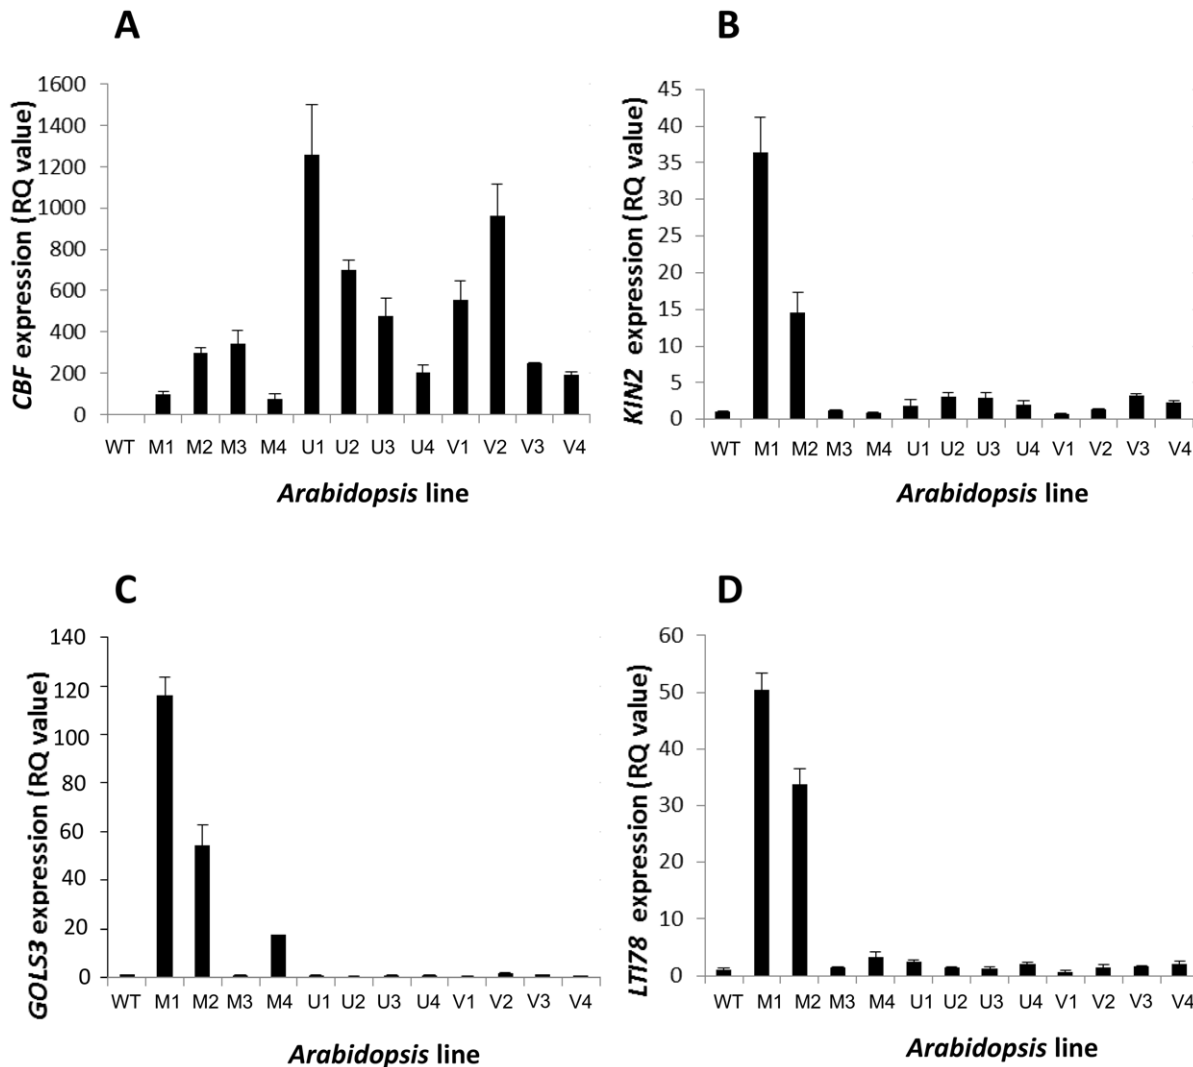 A
CBF expression (RQ value)
1600
1400
1200
1000
800
600
400
200
0
WT M1 M2 M3 M4 U1 U2 U3 U4 V1 V2 V3 V4
Arabidopsis line
B
KIN2 expression (RQ value)
45
40
35
30
25
20
15
10
5
0
WT M1 M2 M3 M4 U1 U2 U3 U4 V1 V2 V3 V4
Arabidopsis line
C
GOLS3 expression (RQ value)
140
120
100
80
60
40
20
0
WT M1 M2 M3 M4 U1 U2 U3 U4 V1 V2 V3 V4
Arabidopsis line
D
LTI78 expression (RQ value)
60
50
40
30
20
10
0
WT M1 M2 M3 M4 U1 U2 U3 U4 V1 V2 V3 V4
Arabidopsis line